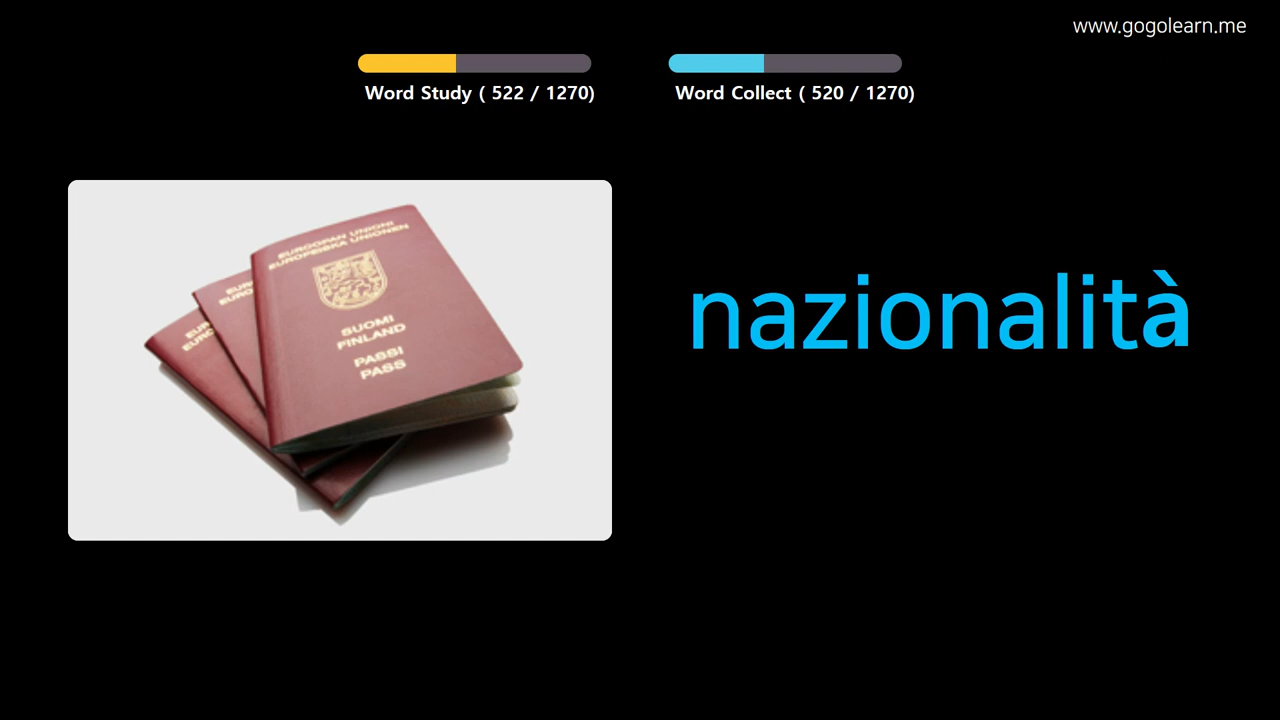 www.gogolearn.me
Word Study ( 522 / 1270)
Word Collect ( 520 / 1270)
EUROOPAN UNIONI
EUROPEISKA UNIONEN
SUOMI
FINLAND
PASSI
PASS
nazionalità